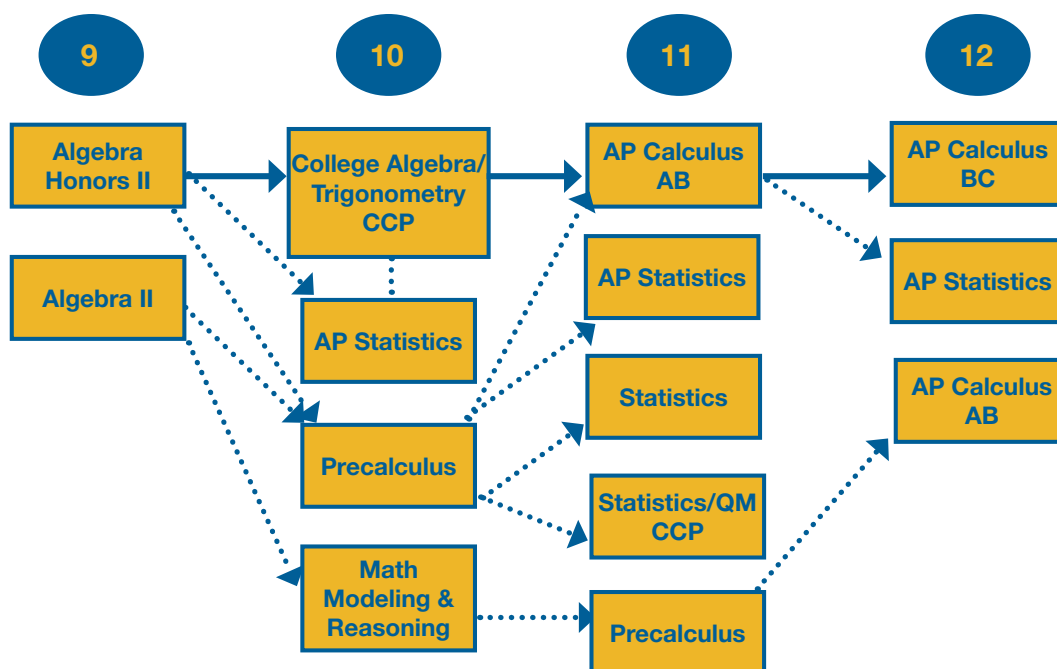 9
10
11
12
Algebra
Honors II
Algebra II
College Algebra/
Trigonometry
CCP
AP Statistics
Precalculus
Math
Modeling &
Reasoning
AP Calculus
AB
AP Statistics
Statistics
Statistics/QM
CCP
Precalculus
AP Calculus
BC
AP Statistics
AP Calculus
AB